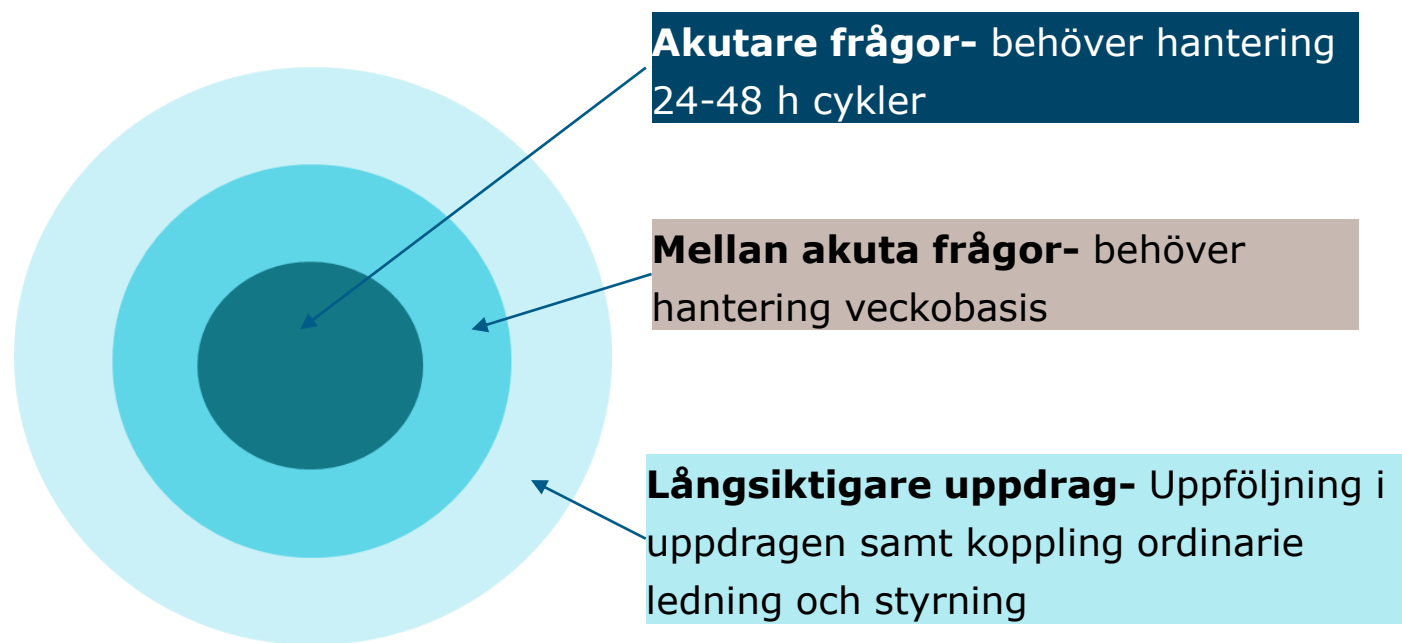 Akutare frågor- behöver hantering
24-48 h cykler
Mellan akuta frågor- behöver
hantering veckobasis
Långsiktigare uppdrag- Uppföljning i
uppdragen samt koppling ordinarie
ledning och styrning